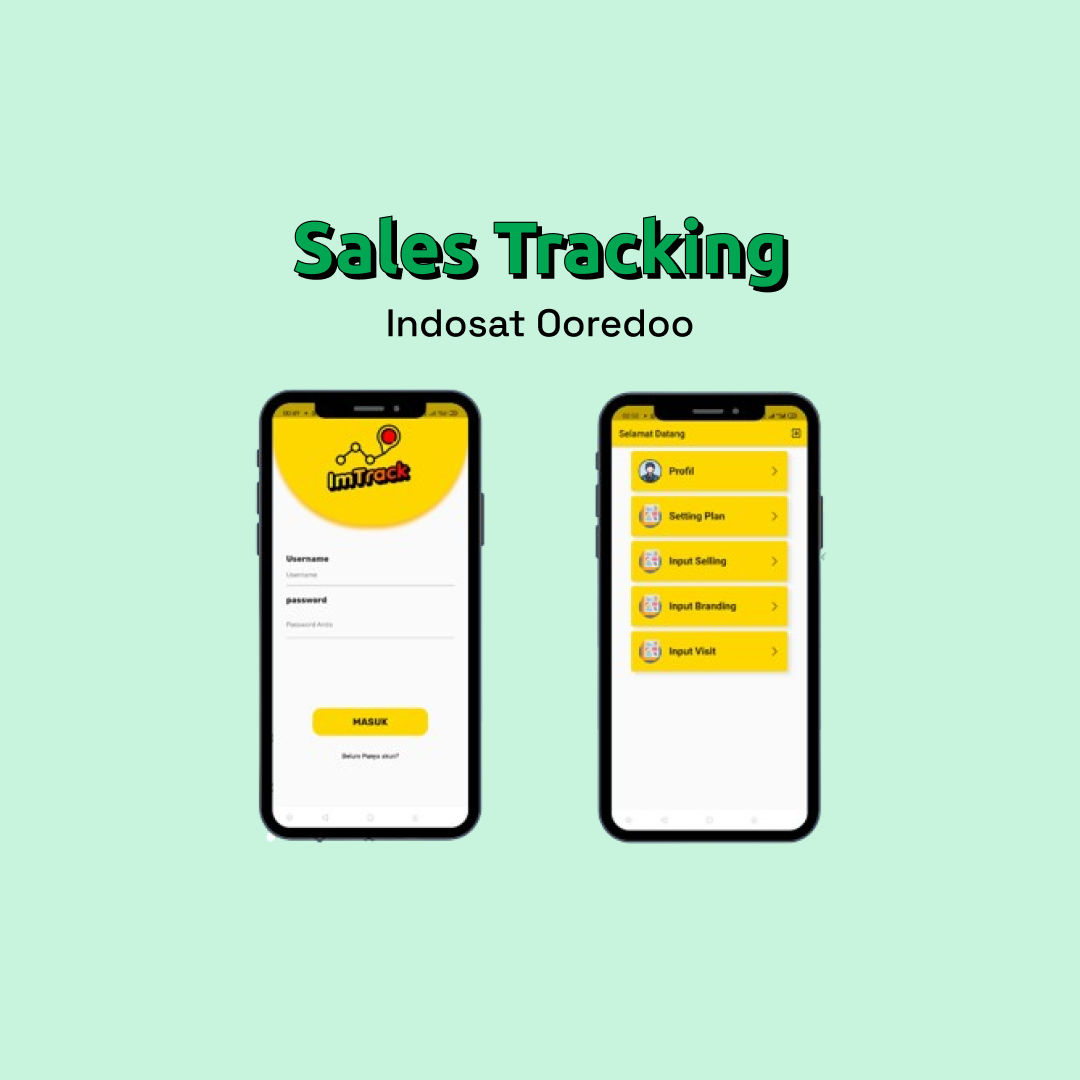 Sales Tracking
Indosat Ooredoo
ImTrack
Username
Username
password
Password Anda
MASUK
Belum Punya akun?
Selamat Datang
Profil
Setting Plan
Input Selling
Input Branding
Input Visit